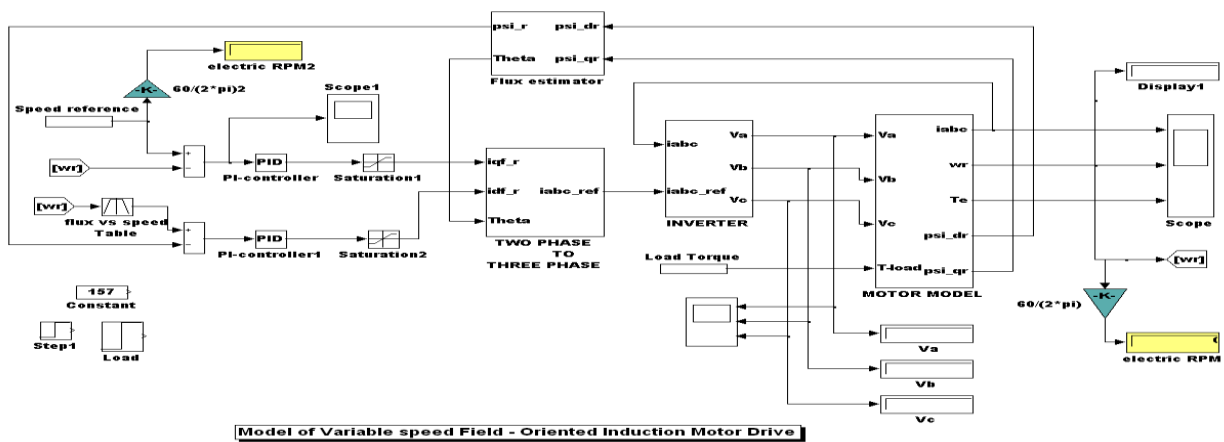 psi_r
psi_dr
Theta
psi_qr
Flux estimator
electric RPM2
-K-
60/(2*pi)2
Speed reference
Scope1
[wr]
+
-
PID
PI-controller
Saturation1
[wr]
flux vs speed
Table
+
-
PID
PI-controller1
Saturation2
iqf_r
idf_r
iabc_ref
Theta
TWO PHASE
TO
THREE PHASE
iabc
iabc_ref
Va
Vb
Vc
INVERTER
Va
Vb
Vc
T-load
iabc
wr
Te
psi_dr
psi_qr
MOTOR MODEL
Load Torque
Display1
Scope
[wr]
-K-
60/(2*pi)
electric RPM
157
Constant
Step1
Load
Va
Vb
Vc
Model of Variable speed Field - Oriented Induction Motor Drive